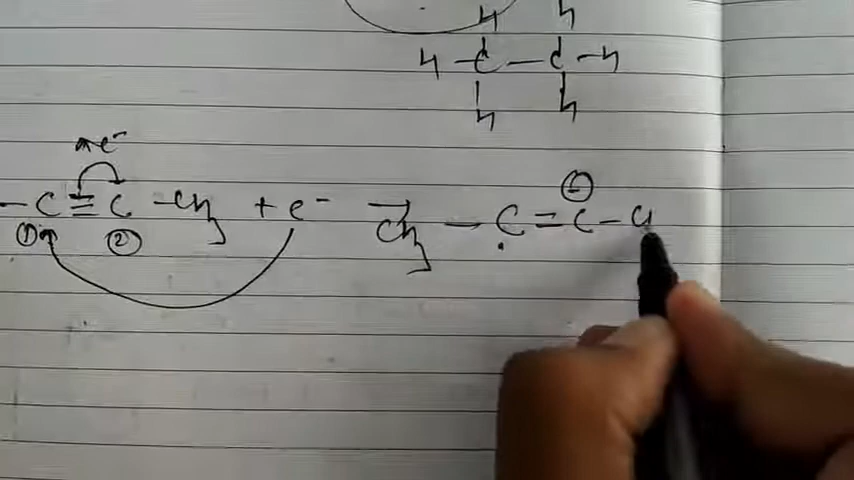 H H
H — C — C — H
H H
π e⁻
— C ≡ C — CH₃ + e⁻ → CH₃ — Ċ = C — C
⊖
① ②